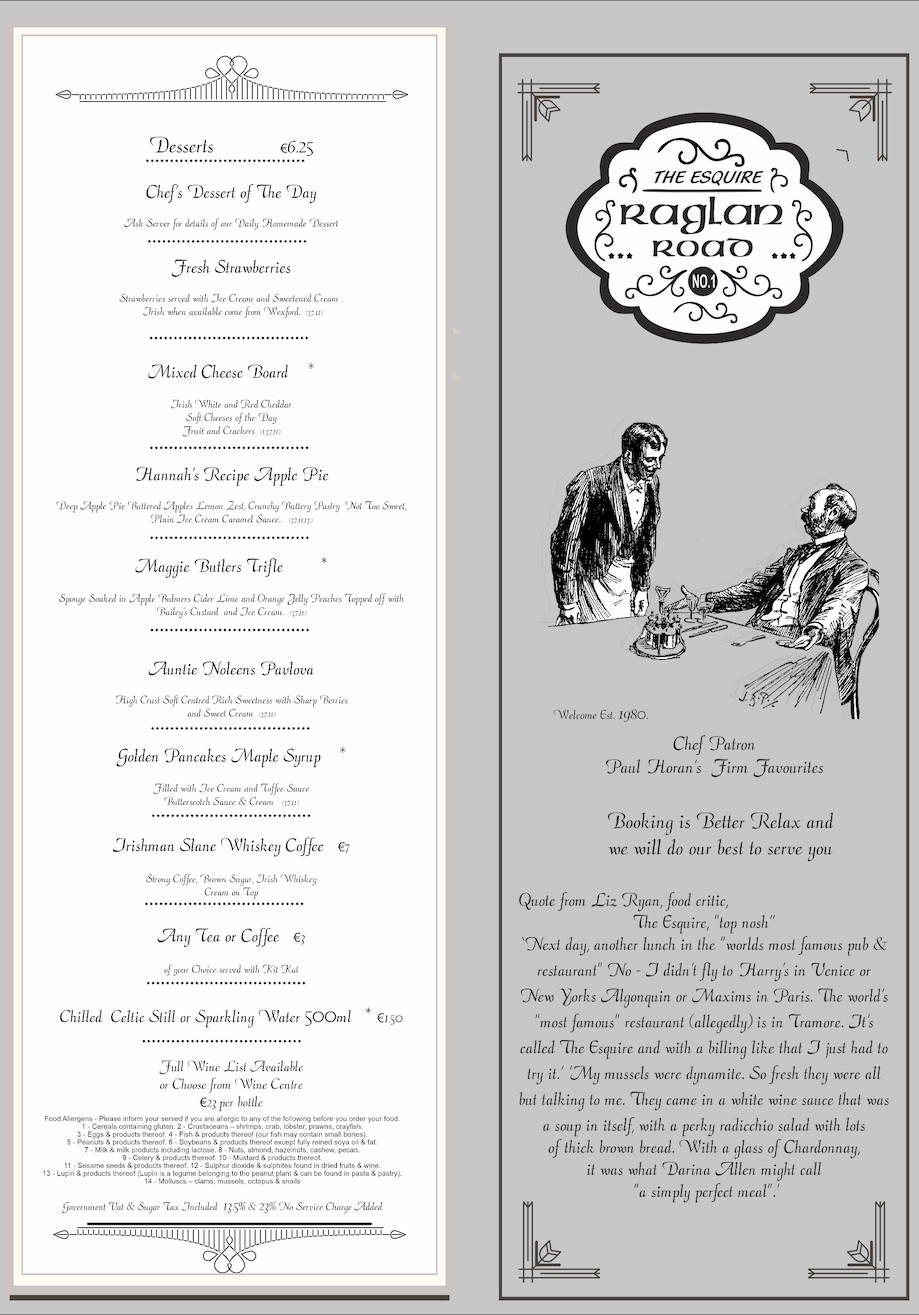 Desserts €6.25
Chef's Dessert of The Day
Ask Server for details of our Daily Homemade Dessert
Fresh Strawberries
Strawberries served with Ice Cream and Sweetened Cream .
Irish when available come from Wexford. (3,7,11)
Mixed Cheese Board *
Irish White and Red Cheddar
Soft Cheeses of the Day
Fruit and Crackers (1,3,7,11)
Hannah's Recipe Apple Pie
Deep Apple Pie Buttered Apples Lemon Zest, Crunchy Buttery Pastry Not Too Sweet,
Plain Ice Cream Caramel Sauce.
Maggie Butlers Trifle *
Sponge Soaked in Apple Bulmers Cider Lime and Orange Jelly Peaches Topped off with
Bailey's Custard and Ice Cream. (3,7,11)
Auntie Noleens Pavlova
High Crust Soft Centred Rich Sweetness with Sharp Berries
and Sweet Cream (3,7,11)
Golden Pancakes Maple Syrup *
Filled with Ice Cream and Toffee Sauce
Butterscotch Sauce & Cream (3,7,11)
Irishman Slane Whiskey Coffee €7
Strong Coffee, Brown Sugar, Irish Whiskey
Cream on Top
Any Tea or Coffee €3
of your Choice served with Kit Kat
Chilled Celtic Still or Sparkling Water 500ml * €1.50
Full Wine List Available
or Choose from Wine Centre
€23 per bottle
Food Allergens - Please inform your served if you are allergic to any of the following before you order your food.
1 - Cereals containing gluten. 2 - Crustaceans – shrimps, crab, lobster, prawns, crayfish.
3 - Eggs & products thereof. 4 - Fish & products thereof (our fish may contain small bones).
5 - Peanuts & products thereof. 6 - Soybeans & products thereof except fully refined soya oil & fat.
7 - Milk & milk products including lactose. 8 - Nuts, almond, hazelnuts, cashew, pecan.
9 - Celery & products thereof. 10 - Mustard & products thereof.
11 - Sesame seeds & products thereof. 12 - Sulphur dioxide & sulphites found in dried fruits & wine.
13 - Lupin & products thereof (Lupin is a legume belonging to the peanut plant & can be found in pasta & pastry).
14 - Molluscs – clams, mussels, octopus & snails
Government Vat & Sugar Tax Included 13.5% & 23% No Service Charge Added
THE ESQUIRE
Raglan
ROAD
NO.1
Welcome Est. 1980.
Chef Patron
Paul Horan's Firm Favourites
Booking is Better Relax and
we will do our best to serve you
Quote from Liz Ryan, food critic,
The Esquire, "top nosh"
'Next day, another lunch in the "worlds most famous pub &
restaurant" No - I didn't fly to Harry's in Venice or
New Yorks Algonquin or Maxims in Paris. The world's
"most famous" restaurant (allegedly) is in Tramore. It's
called The Esquire and with a billing like that I just had to
try it.' 'My mussels were dynamite. So fresh they were all
but talking to me. They came in a white wine sauce that was
a soup in itself, with a perky radicchio salad with lots
of thick brown bread. With a glass of Chardonnay,
it was what Darina Allen might call
"a simply perfect meal".'